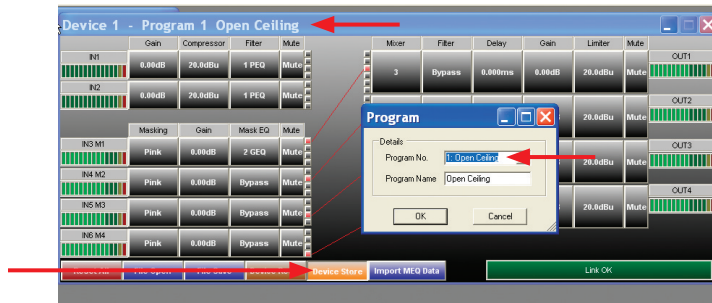 Device 1 - Program 1 Open Ceiling
Gain Compressor Filter Mute
Mixer Filter Delay Gain Limiter Mute
IN1 0.00dB 20.0dBu 1 PEQ Mute
3 Bypass 0.000ms 0.00dB 20.0dBu Mute OUT1
IN2 0.00dB 20.0dBu 1 PEQ Mute
20.0dBu Mute OUT2
Masking Gain Mask EQ Mute
IN3 M1 Pink 0.00dB 2 GEQ Mute
20.0dBu Mute OUT3
IN4 M2 Pink 0.00dB Bypass Mute
IN5 M3 Pink 0.00dB Bypass Mute
20.0dBu Mute OUT4
IN6 M4 Pink 0.00dB Bypass Mute
Program
Details
Program No. 1: Open Ceiling
Program Name Open Ceiling
OK Cancel
Device Store Import MEQ Data Link OK